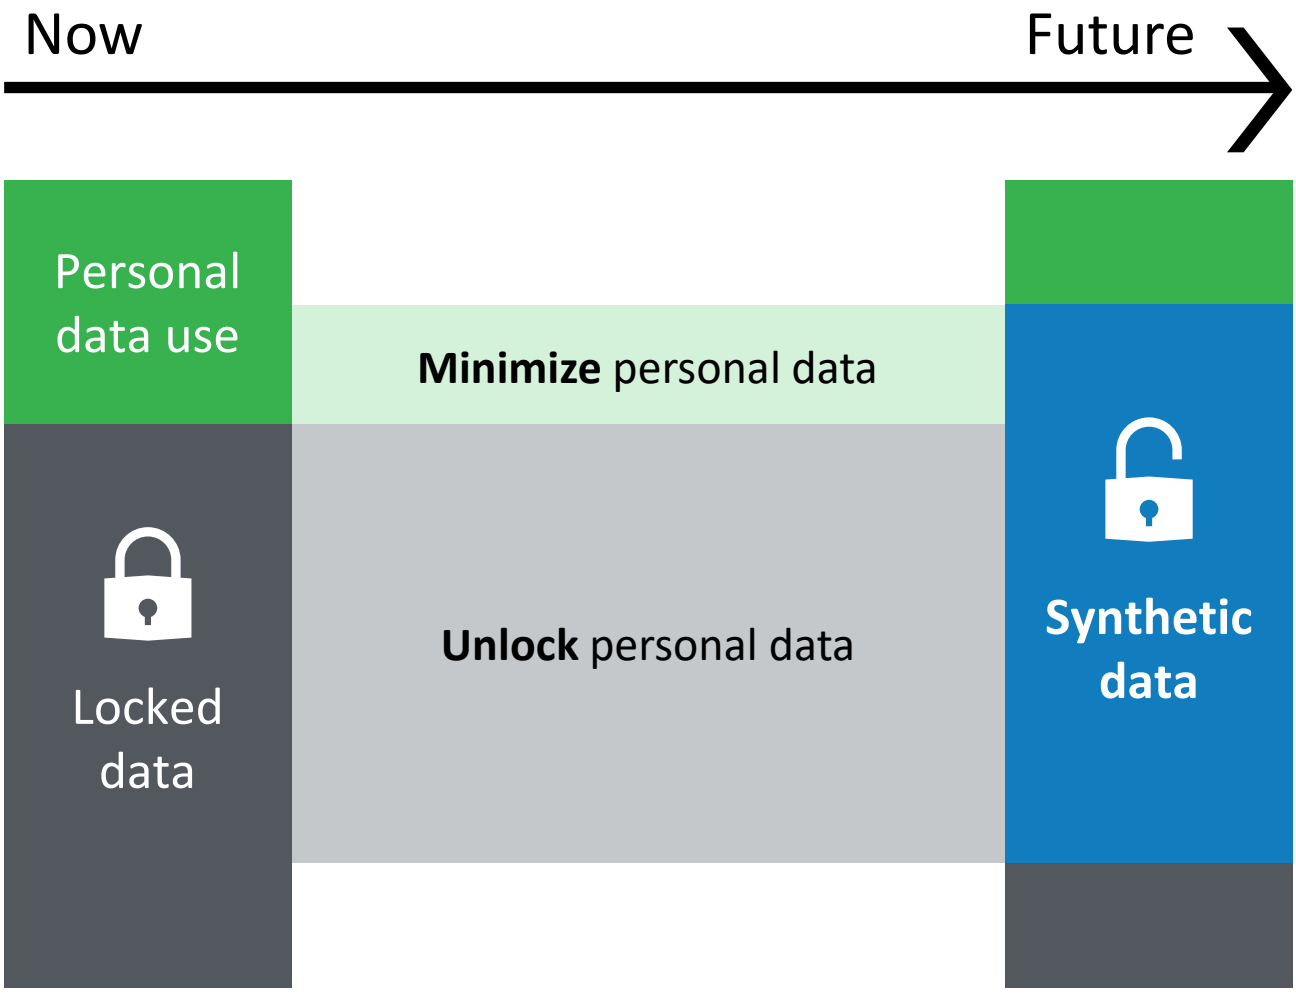 Now
Future
Personal
data use
Minimize personal data
Locked
data
Unlock personal data
Synthetic
data